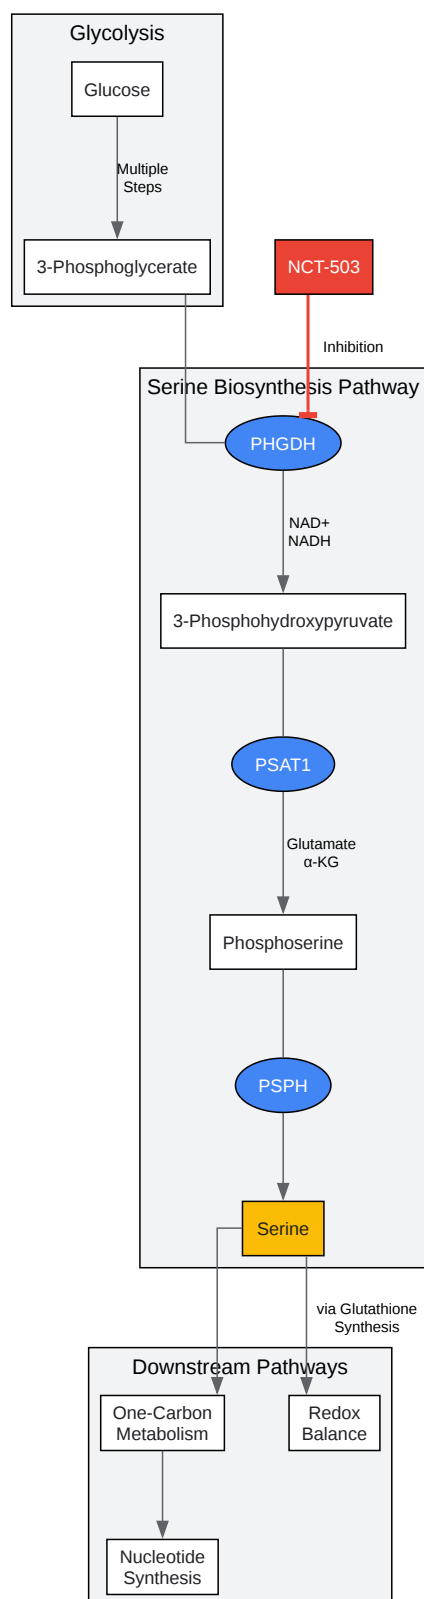 Glycolysis
Glucose
Multiple
Steps
3-Phosphoglycerate
NCT-503
Inhibition
Serine Biosynthesis Pathway
PHGDH
NAD+
NADH
3-Phosphohydroxypyruvate
PSAT1
Glutamate
α-KG
Phosphoserine
PSPH
Serine
via Glutathione
Synthesis
Downstream Pathways
One-Carbon
Metabolism
Redox
Balance
Nucleotide
Synthesis